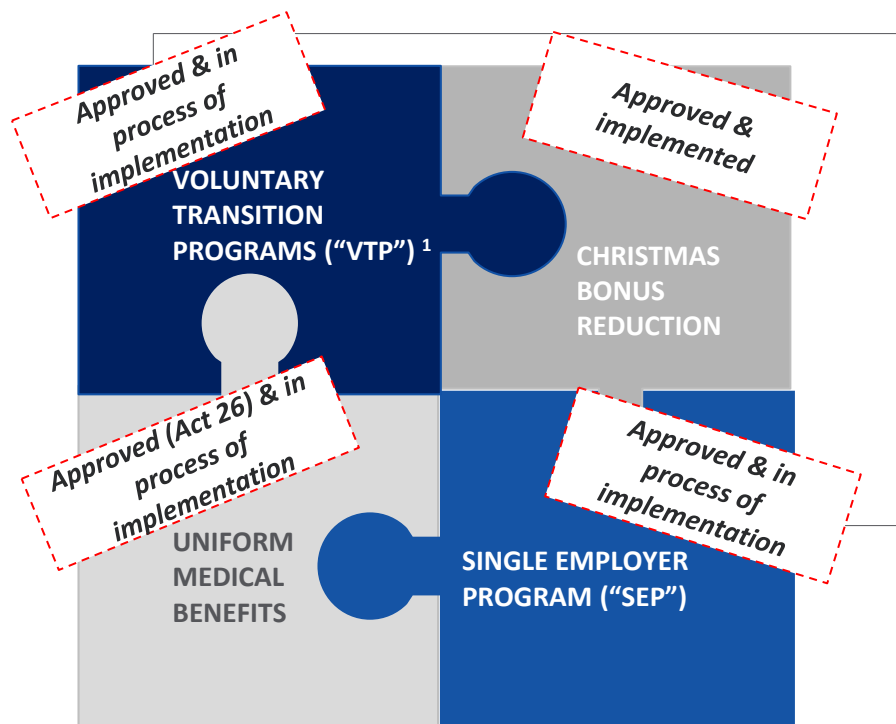 Approved & in
process of
implementation
VOLUNTARY
TRANSITION
PROGRAMS (“VTP”) 1
Approved &
implemented
CHRISTMAS
BONUS
REDUCTION
Approved (Act 26) & in
process of
implementation
UNIFORM
MEDICAL
BENEFITS
Approved & in
process of
implementation
SINGLE EMPLOYER
PROGRAM (“SEP”)